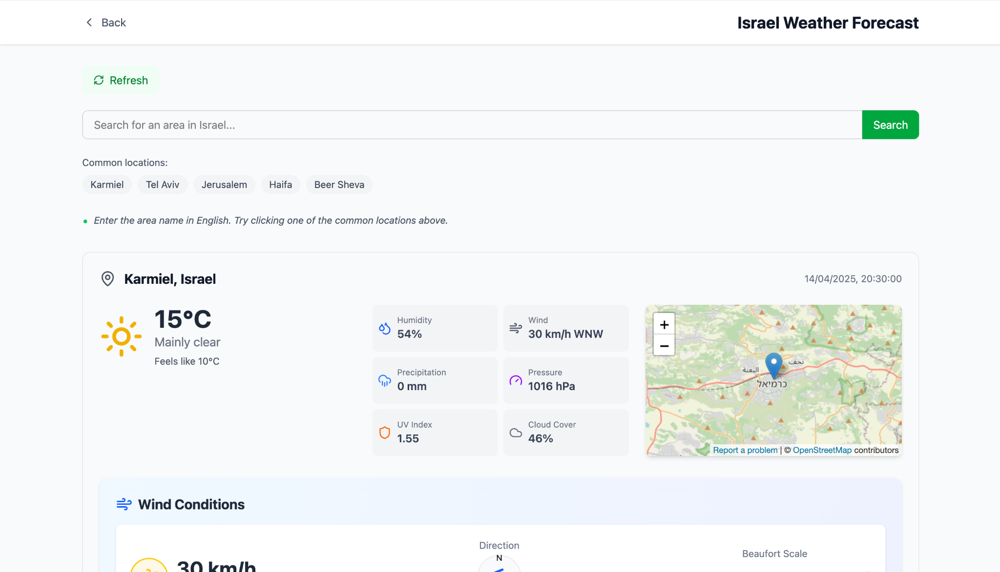 Back
Israel Weather Forecast
Refresh
Search for an area in Israel...
Search
Common locations:
Karmiel
Tel Aviv
Jerusalem
Haifa
Beer Sheva
Enter the area name in English. Try clicking one of the common locations above.
Karmiel, Israel
14/04/2025, 20:30:00
15°C
Mainly clear
Feels like 10°C
Humidity
54%
Wind
30 km/h WNW
Precipitation
0 mm
Pressure
1016 hPa
UV Index
1.55
Cloud Cover
46%
+
−
نحف
البعنة
כרמיאל
Report a problem | © OpenStreetMap contributors
Wind Conditions
30 km/h
Direction
N
Beaufort Scale